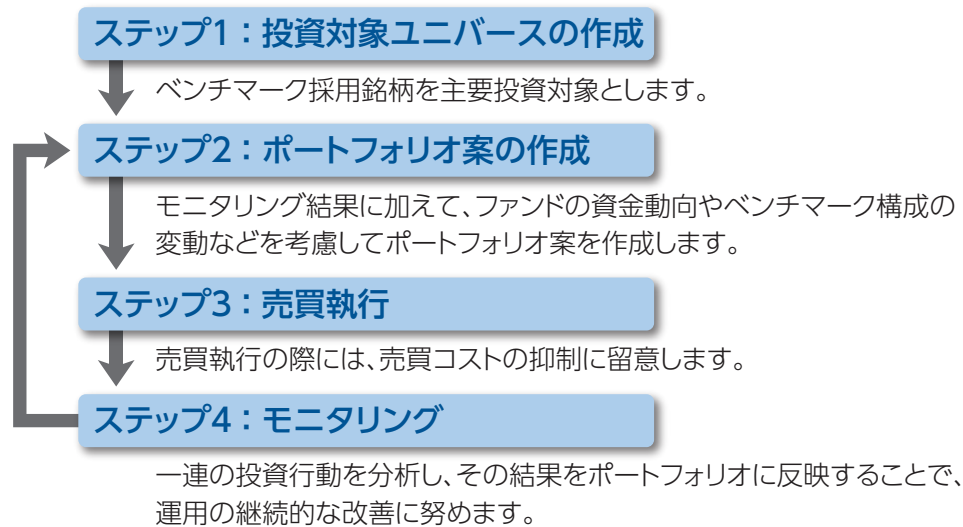 ステップ1：投資対象ユニバースの作成
ベンチマーク採用銘柄を主要投資対象とします。
ステップ2：ポートフォリオ案の作成
モニタリング結果に加えて、ファンドの資金動向やベンチマーク構成の
変動などを考慮してポートフォリオ案を作成します。
ステップ3：売買執行
売買執行の際には、売買コストの抑制に留意します。
ステップ4：モニタリング
一連の投資行動を分析し、その結果をポートフォリオに反映することで、
運用の継続的な改善に努めます。